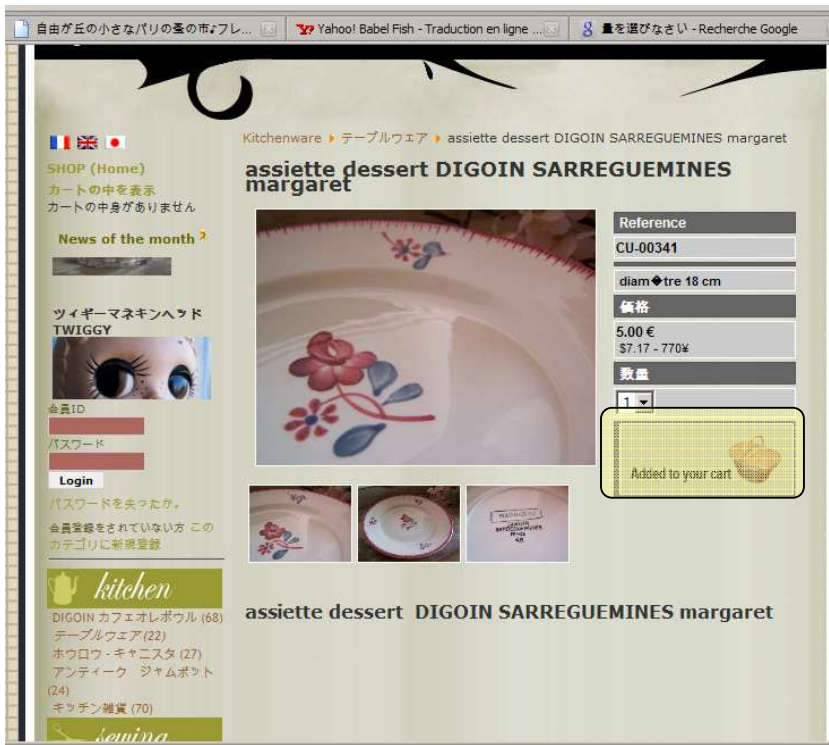 自由が丘の小さなパリの蚤の市♪フレ...
Yahoo! Babel Fish - Traduction en ligne ...
量を選びなさい - Recherche Google
Kitchenware テーブルウェア assiette dessert DIGOIN SARREGUEMINES margaret
SHOP (Home)
カートの中を表示
カートの中身がありません
News of the month
ツィギーマネキンヘッド
TWIGGY
会員ID
パスワード
Login
パスワードを失ったか。
会員登録をされていない方 この
カテゴリに新規登録
kitchen
DIGOIN カフェオレボウル (68)
テーブルウエア (22)
ホウロウ - キャニスタ (27)
アンティーク ジャムポット
(24)
キッチン雑貨 (70)
sewing
assiette dessert DIGOIN SARREGUEMINES
margaret
Reference
CU-00341
diam�tre 18 cm
価格
5.00 €
$7.17 - 770¥
数量
1
Added to your cart
assiette dessert DIGOIN SARREGUEMINES margaret